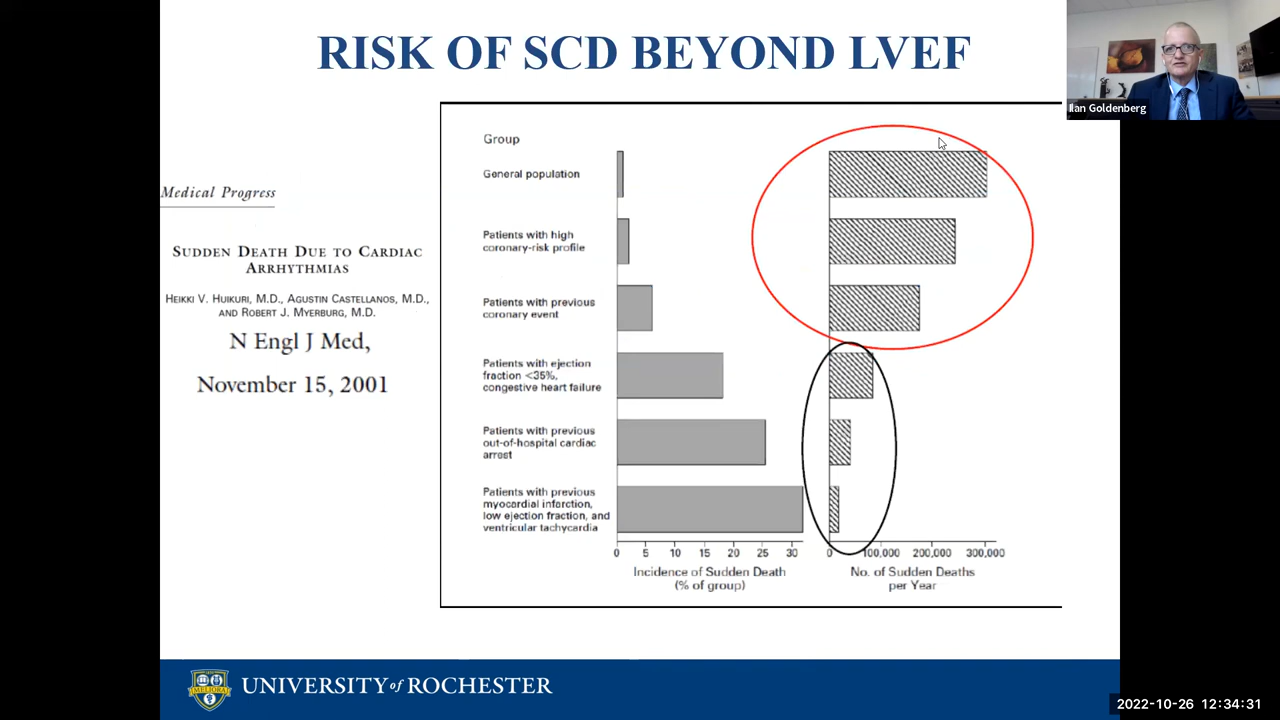 RISK OF SCD BEYOND LVEF
Ilan Goldenberg
Medical Progress
SUDDEN DEATH DUE TO CARDIAC
ARRHYTHMIAS
HEIKKI V. HUIKURI, M.D., AGUSTIN CASTELLANOS, M.D.,
AND ROBERT J. MYERBURG, M.D.
N Engl J Med,
November 15, 2001
Group
General population
Patients with high
coronary-risk profile
Patients with previous
coronary event
Patients with ejection
fraction <35%,
congestive heart failure
Patients with previous
out-of-hospital cardiac
arrest
Patients with previous
myocardial infarction,
low ejection fraction, and
ventricular tachycardia
0 5 10 15 20 25 30
Incidence of Sudden Death
(% of group)
0 100,000 200,000 300,000
No. of Sudden Deaths
per Year
MELIORA
UNIVERSITY of ROCHESTER
2022-10-26 12:34:31